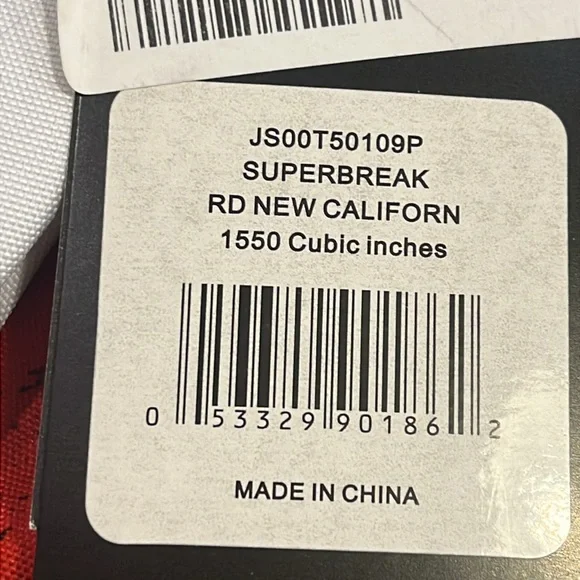 JS00T50109P
SUPERBREAK
RD NEW CALIFORN
1550 Cubic inches
0 53329 90186 2
MADE IN CHINA